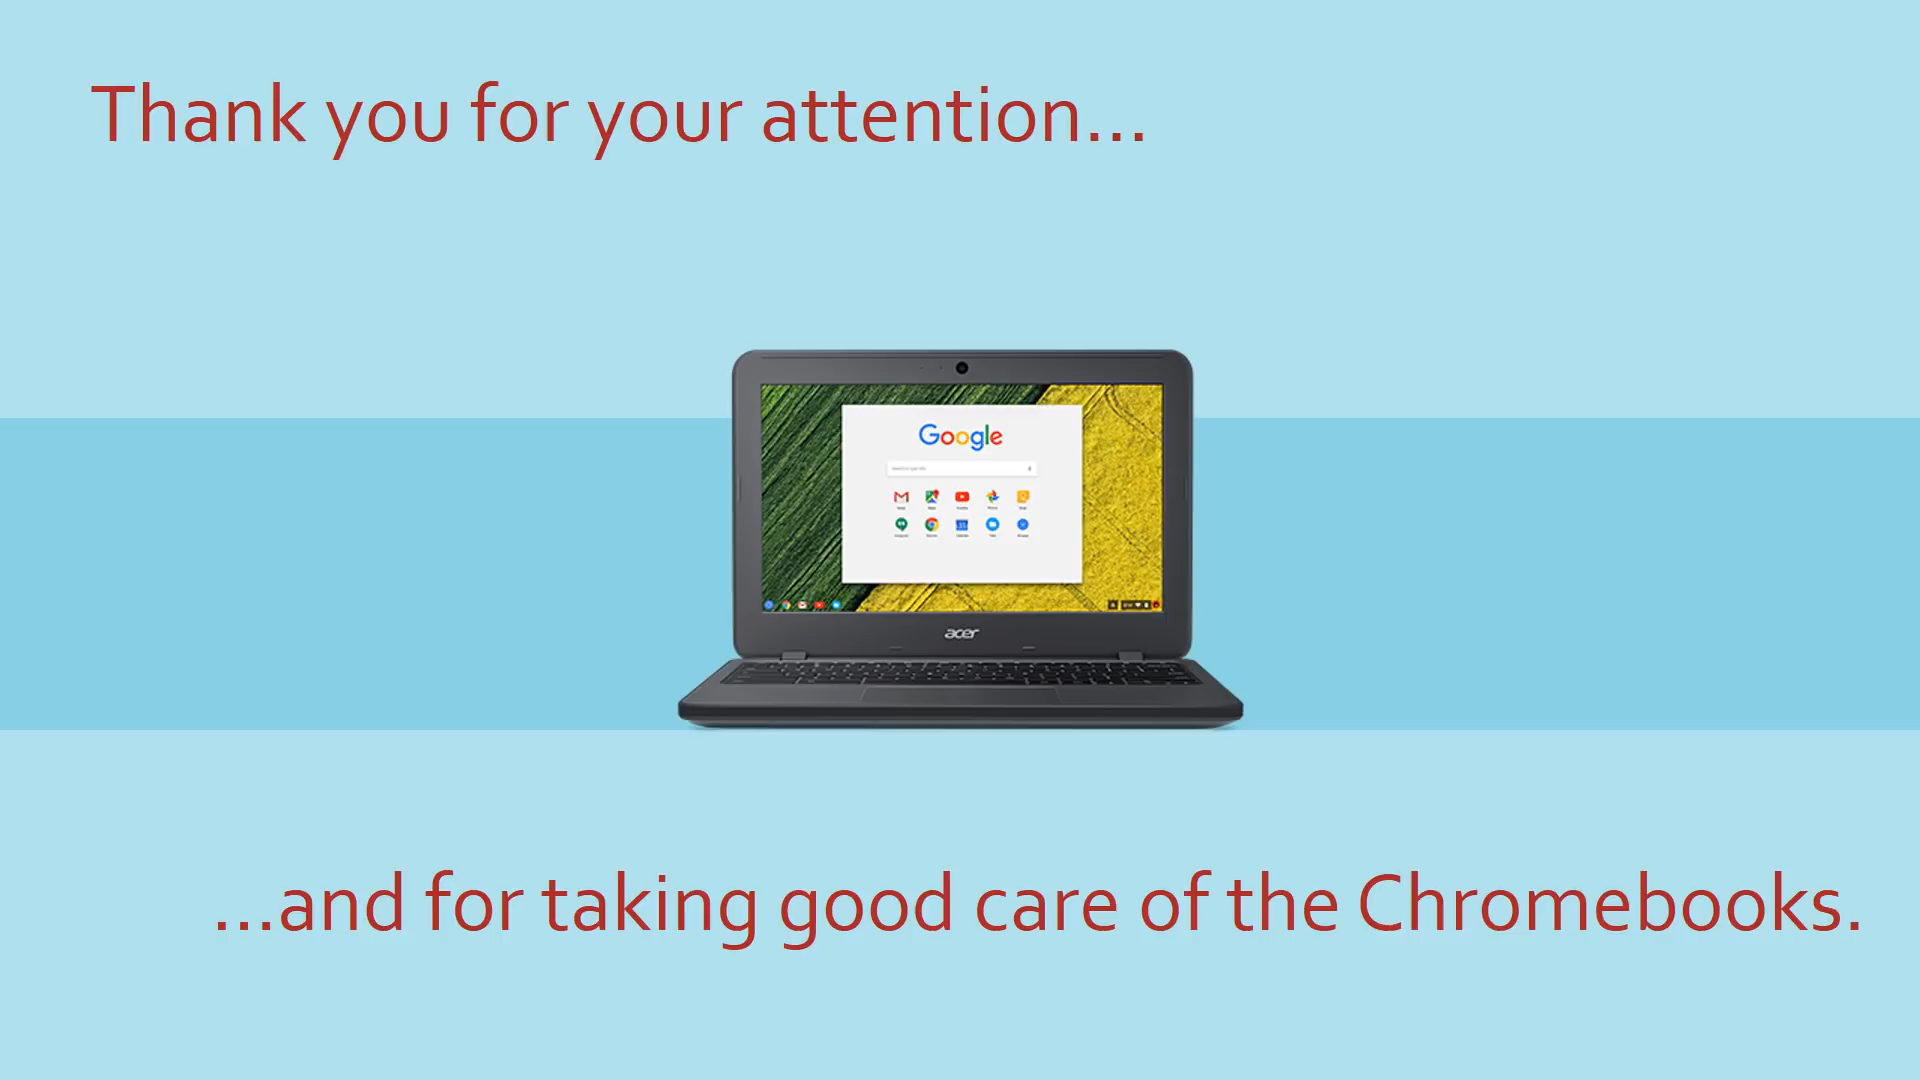 Thank you for your attention...
Google
acer
...and for taking good care of the Chromebooks.